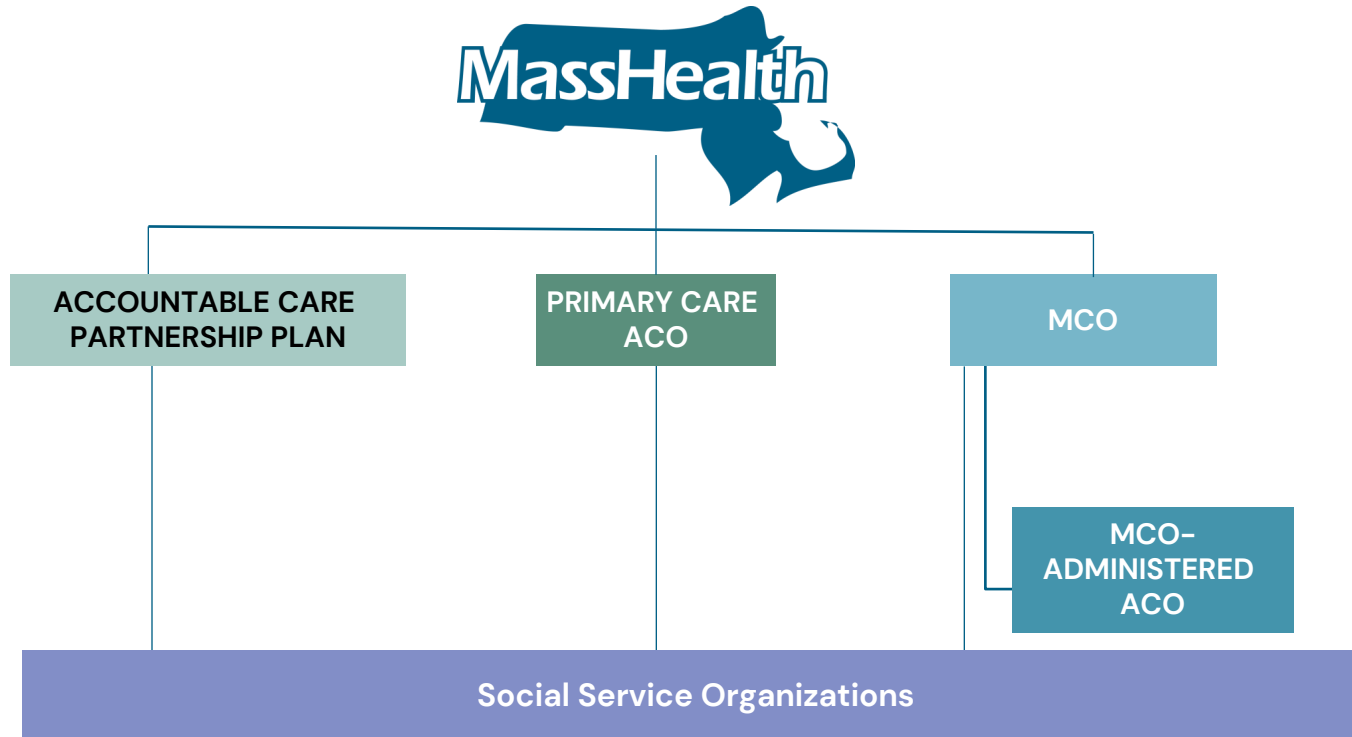 MassHealth
ACCOUNTABLE CARE
PARTNERSHIP PLAN
PRIMARY CARE
ACO
MCO
MCO-
ADMINISTERED
ACO
Social Service Organizations